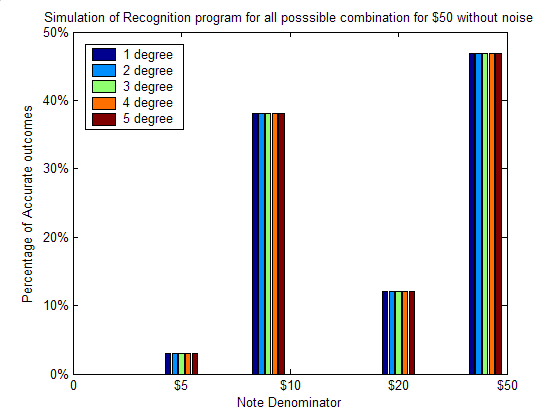 Simulation of Recognition program for all posssible combination for $50 without noise
50%
40%
30%
20%
10%
0%
Percentage of Accurate outcomes
1 degree
2 degree
3 degree
4 degree
5 degree
0 $5 $10 $20 $50
Note Denominator